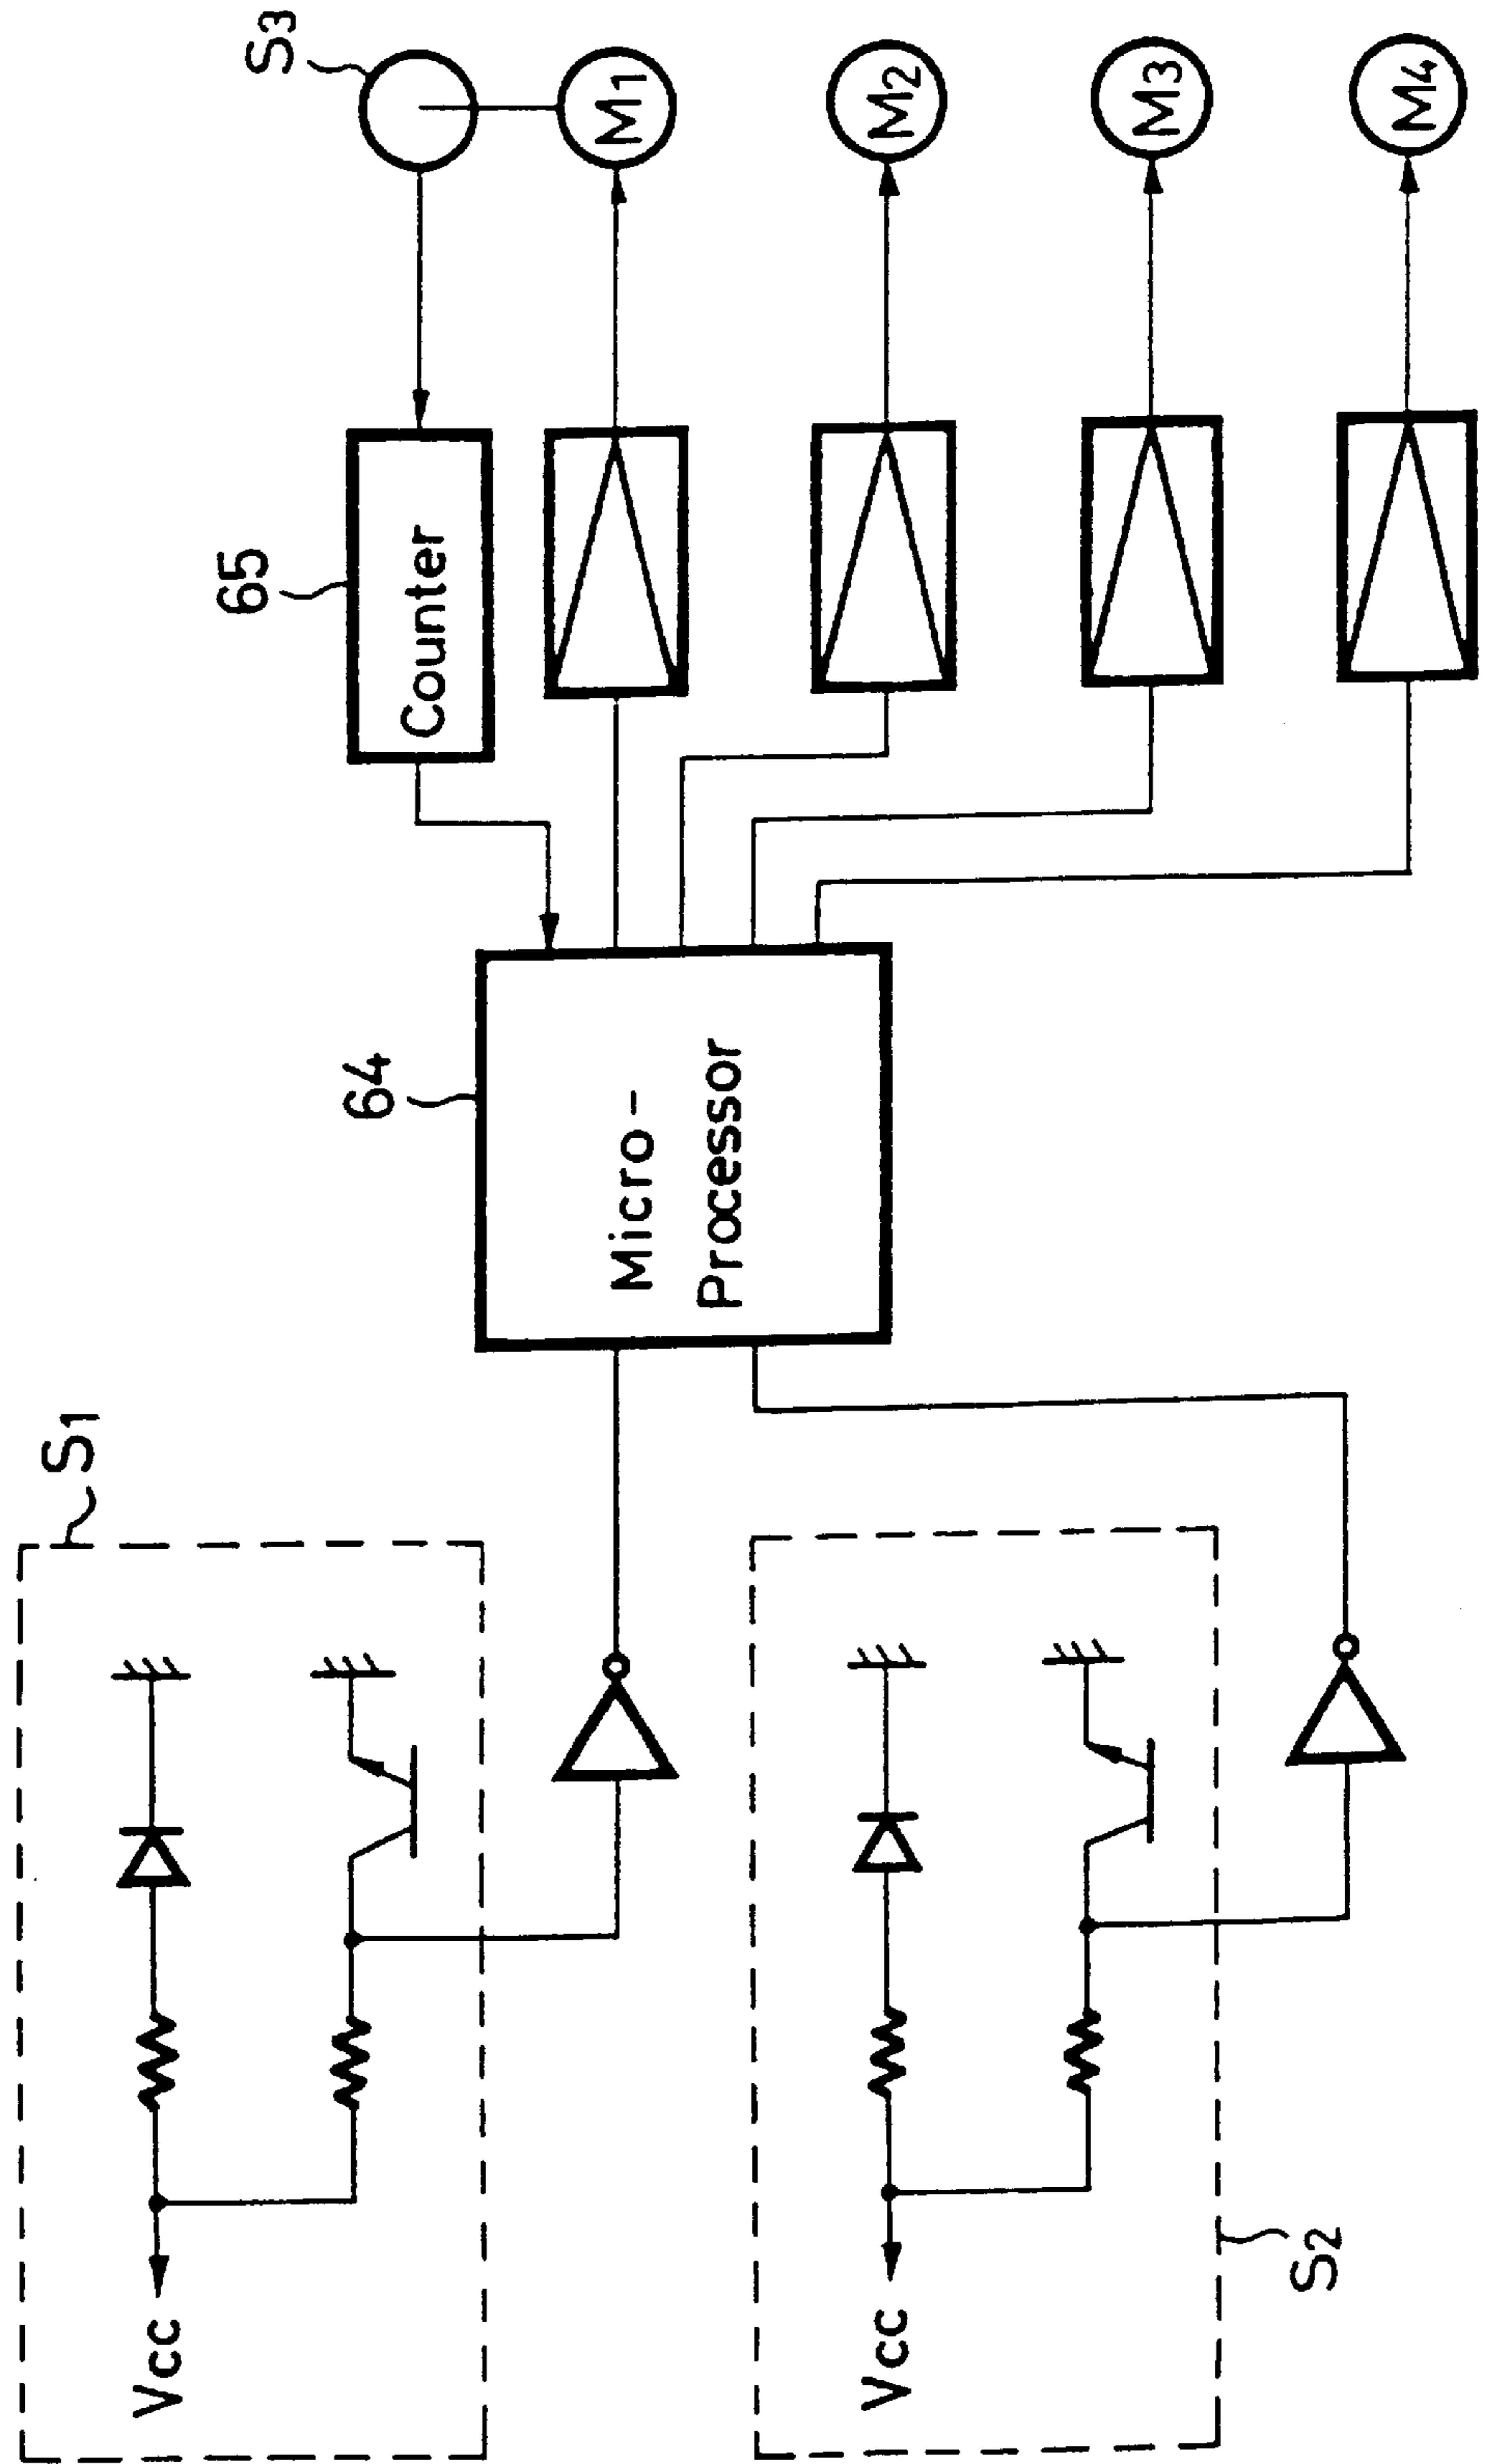 S1
Vcc
64
Micro-
Processor
65
Counter
S3
M1
M2
M3
M4
Vcc
S2